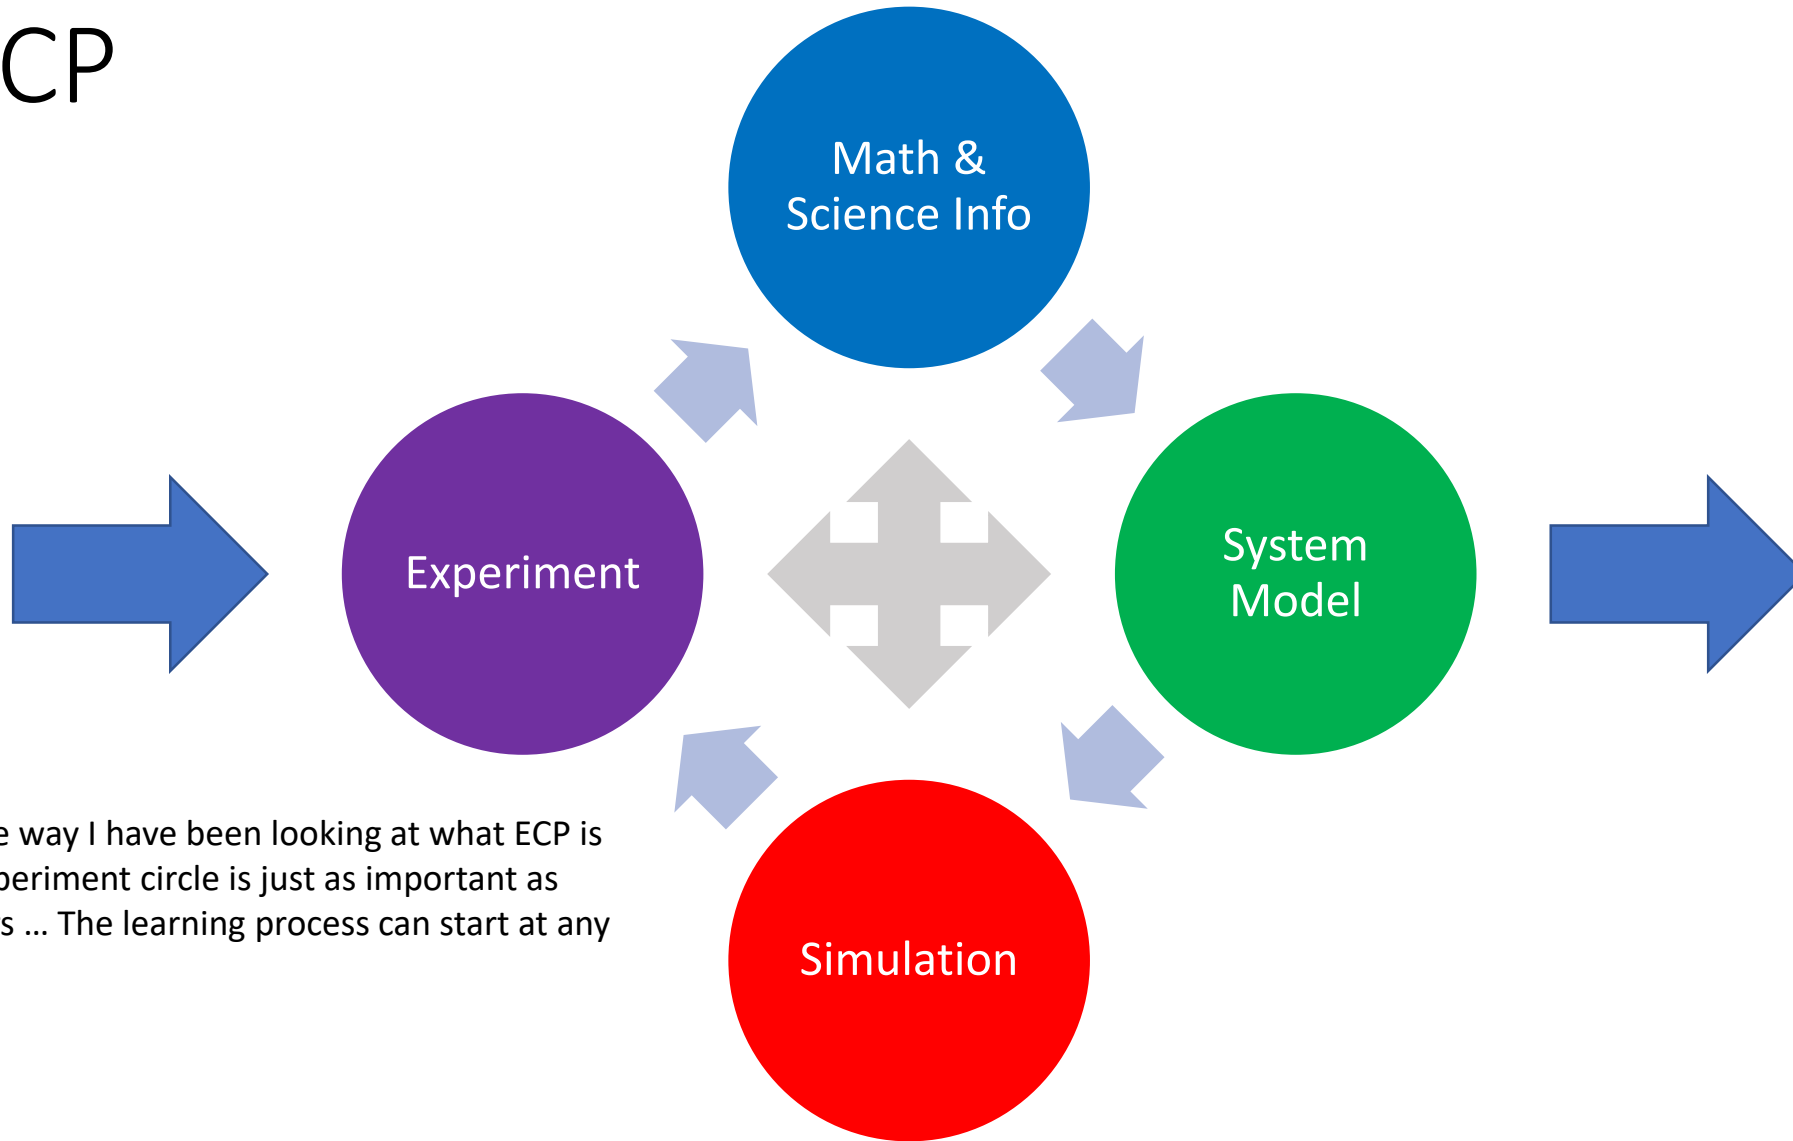 CP
Math &
Science Info
Experiment
System
Model
way I have been looking at what ECP is
circle is just as important as
... The learning process can start at any
Simulation